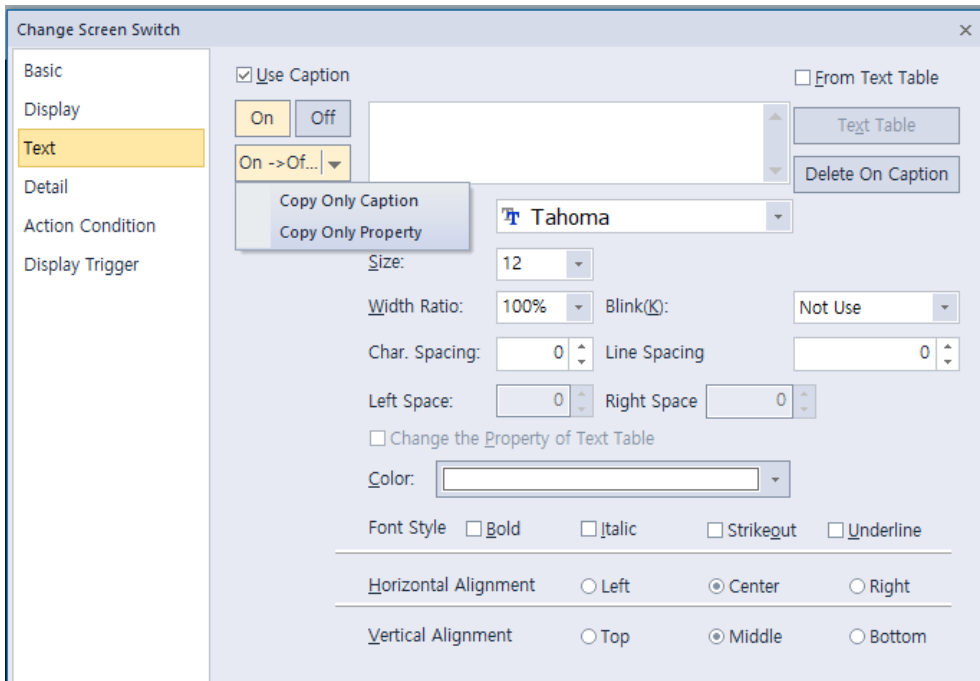 Change Screen Switch
Basic
Display
Text
Detail
Action Condition
Display Trigger
Use Caption
From Text Table
On Off
Text Table
On ->Of...
Delete On Caption
Copy Only Caption
Copy Only Property
Tahoma
Size: 12
Width Ratio: 100% Blink(K): Not Use
Char. Spacing: 0 Line Spacing 0
Left Space: 0 Right Space 0
Change the Property of Text Table
Color:
Font Style Bold Italic Strikeout Underline
Horizontal Alignment Left Center Right
Vertical Alignment Top Middle Bottom